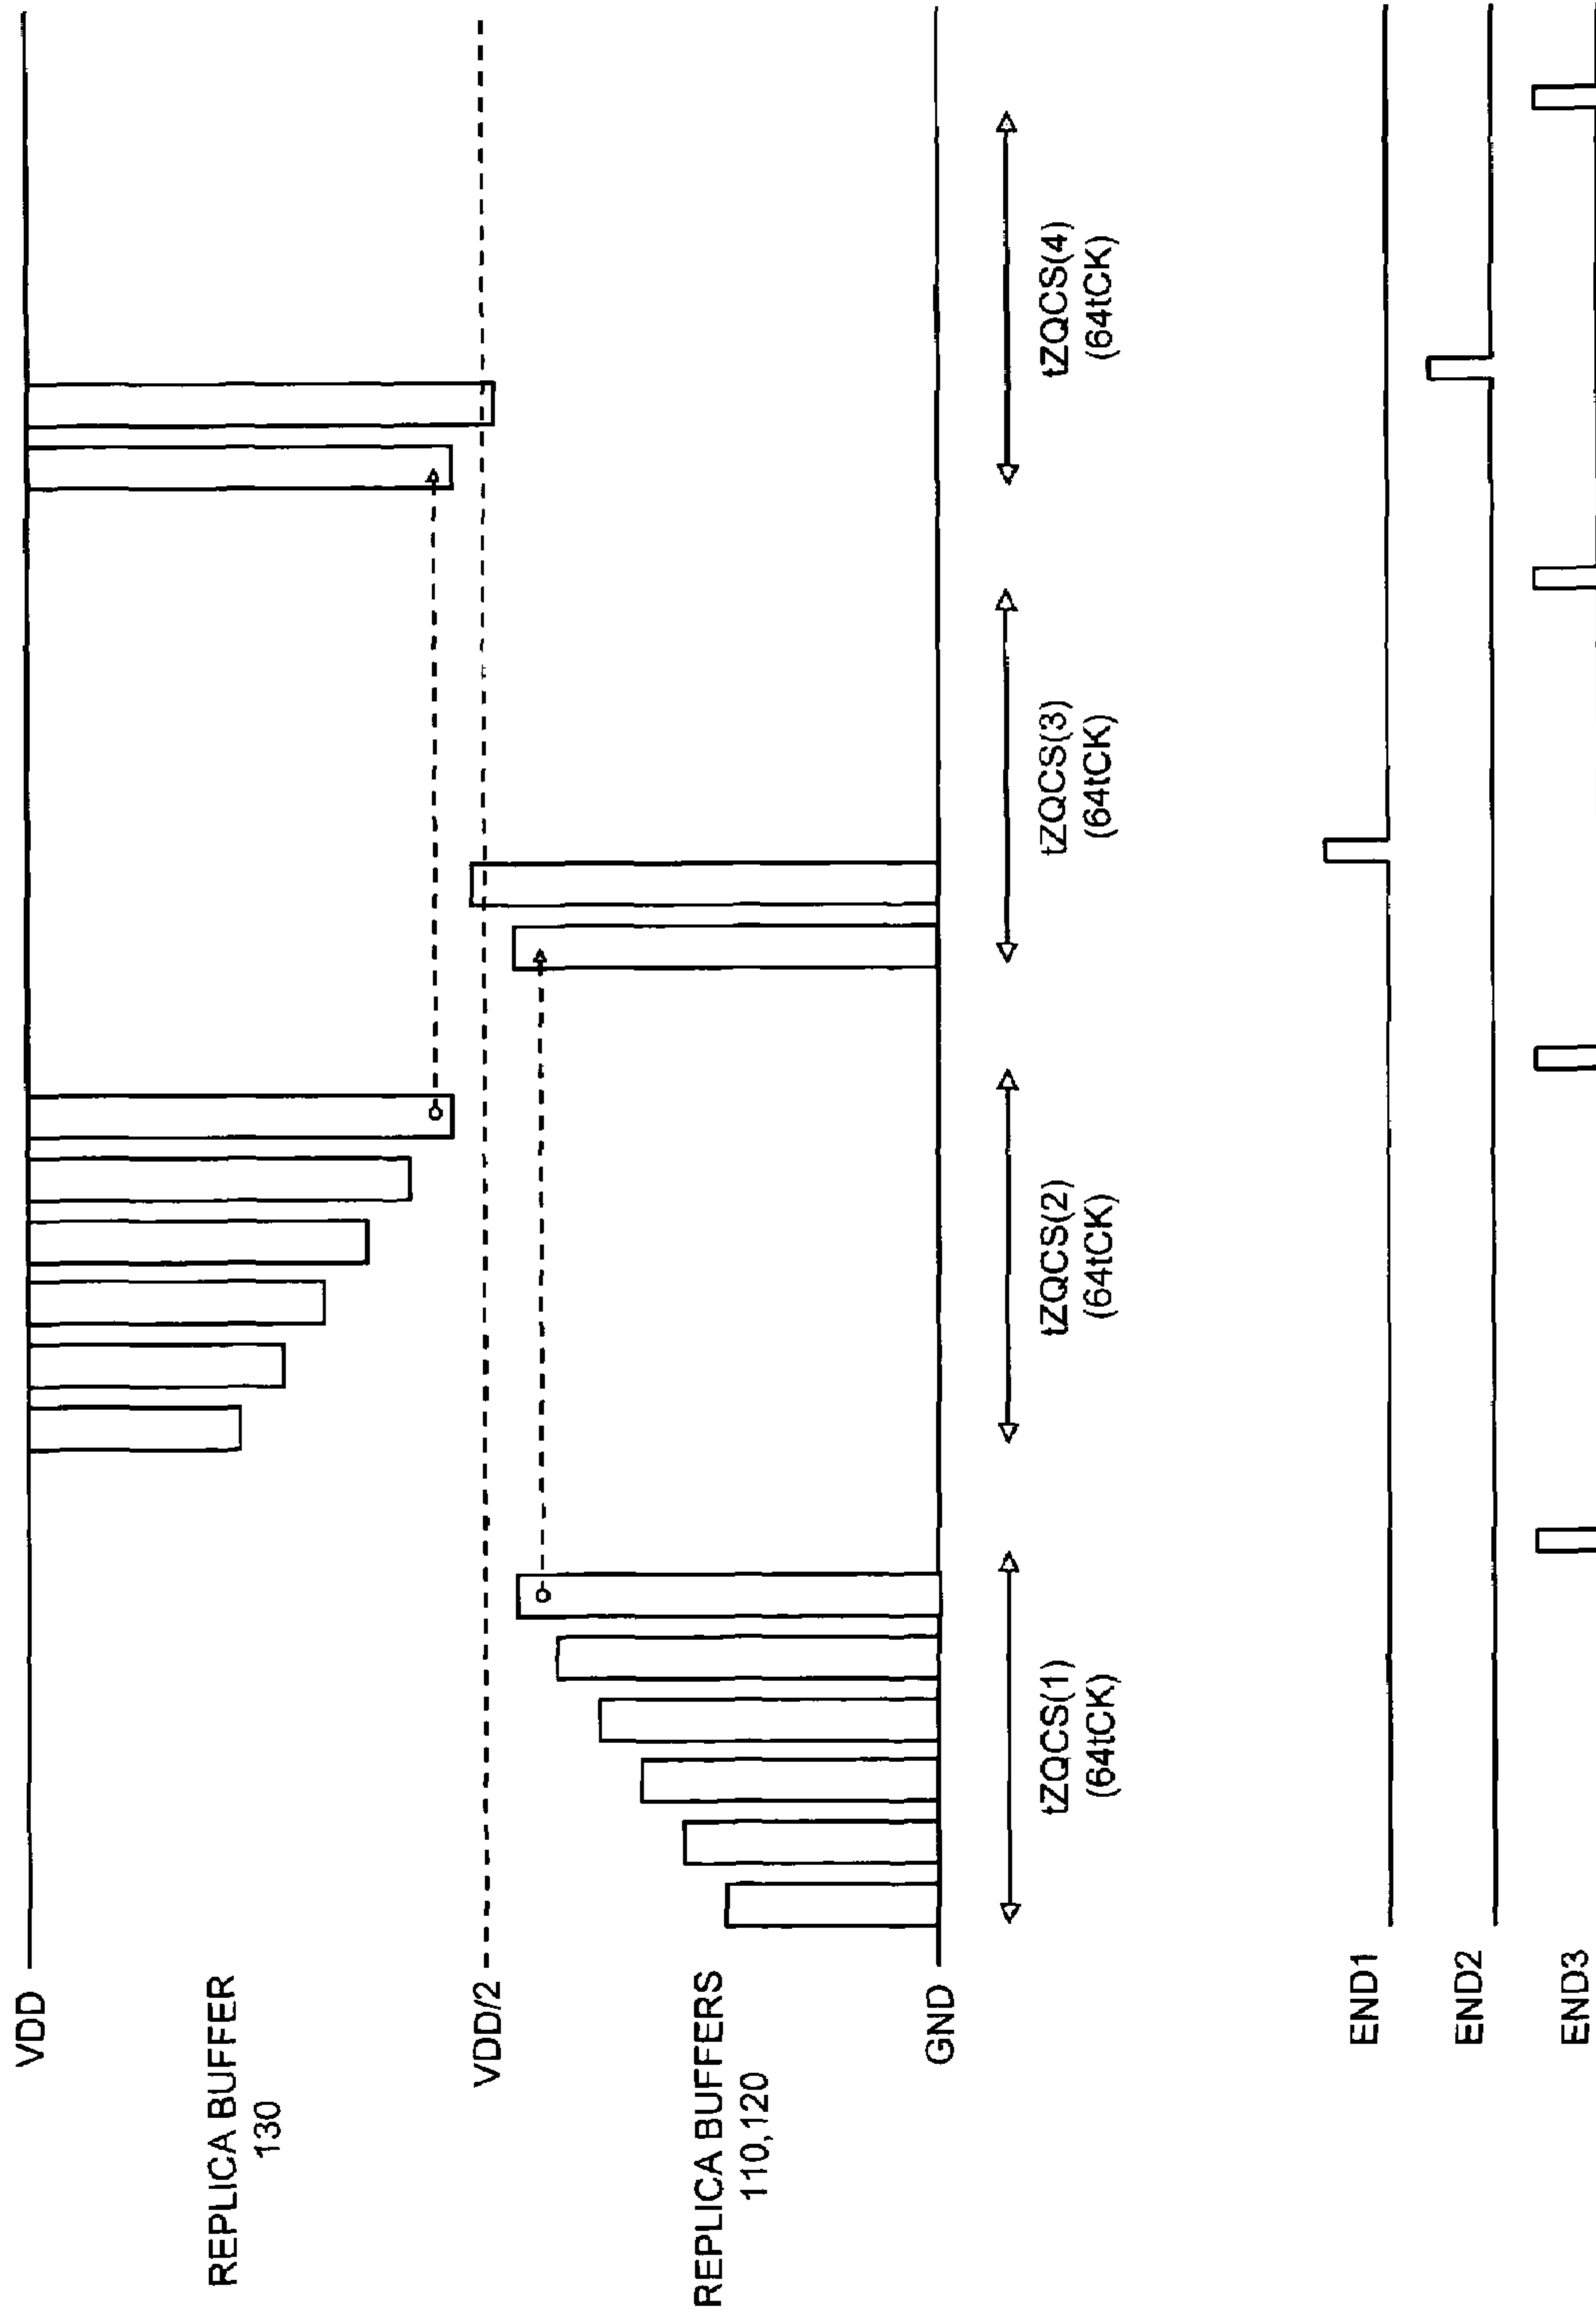 VDD
REPLICA BUFFER
130
VDD/2
REPLICA BUFFERS
110,120
GND
tZQCS(1)
(64tCK)
tZQCS(2)
(64tCK)
tZQCS(3)
(64tCK)
tZQCS(4)
(64tCK)
END1
END2
END3